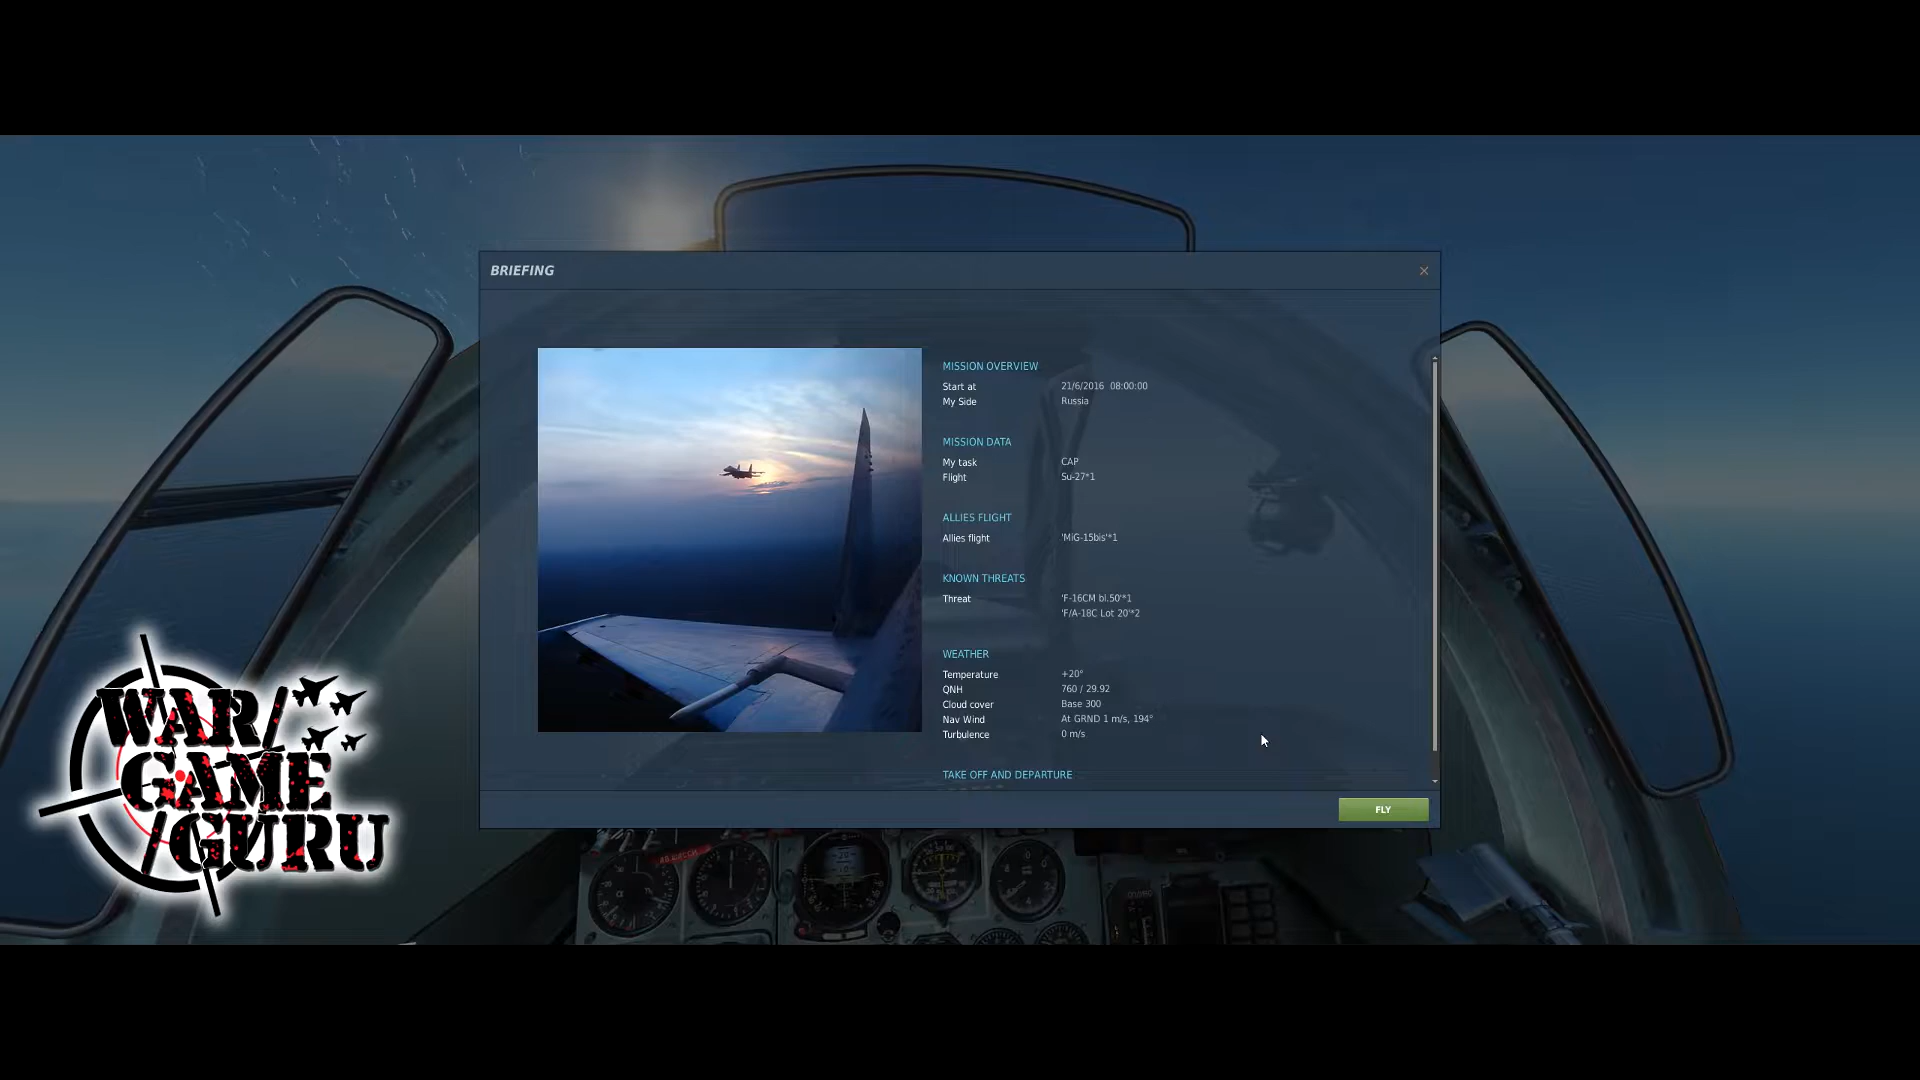 BRIEFING
MISSION OVERVIEW
Start at 21/6/2016 08:00:00
My Side Russia
MISSION DATA
My task CAP
Flight Su-27*1
ALLIES FLIGHT
Allies flight 'MiG-15bis'*1
KNOWN THREATS
Threat 'F-16CM bl.50'*1
'F/A-18C Lot 20'*2
WEATHER
Temperature +20°
QNH 760 / 29.92
Cloud cover Base 300
Nav Wind At GRND 1 m/s, 194°
Turbulence 0 m/s
TAKE OFF AND DEPARTURE
FLY
WAR/
GAME
/GURU